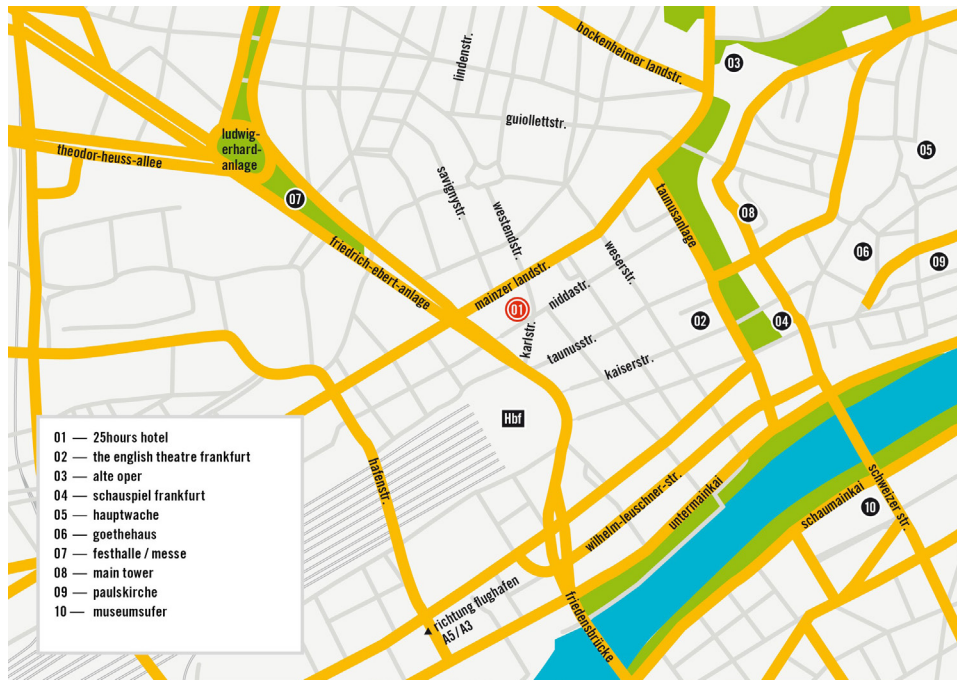 bockenheimer landstr.
lindenstr.
03
guiollettstr.
ludwig-
erhard-
anlage
theodor-heuss-allee
05
savignystr.
07
westendstr.
taunusanlage
08
weserstr.
06
09
friedrich-ebert-anlage
mainzer landstr.
niddastr.
01
02
04
karlstr.
taunusstr.
kaiserstr.
Hbf
hafenstr.
wilhelm-leuschner-str.
untermainkai
schaumainkai
schweizer str.
10
richtung flughafen
A5/A3
friedensbrücke
01 — 25hours hotel
02 — the english theatre frankfurt
03 — alte oper
04 — schauspiel frankfurt
05 — hauptwache
06 — goethehaus
07 — festhalle / messe
08 — main tower
09 — paulskirche
10 — museumsufer